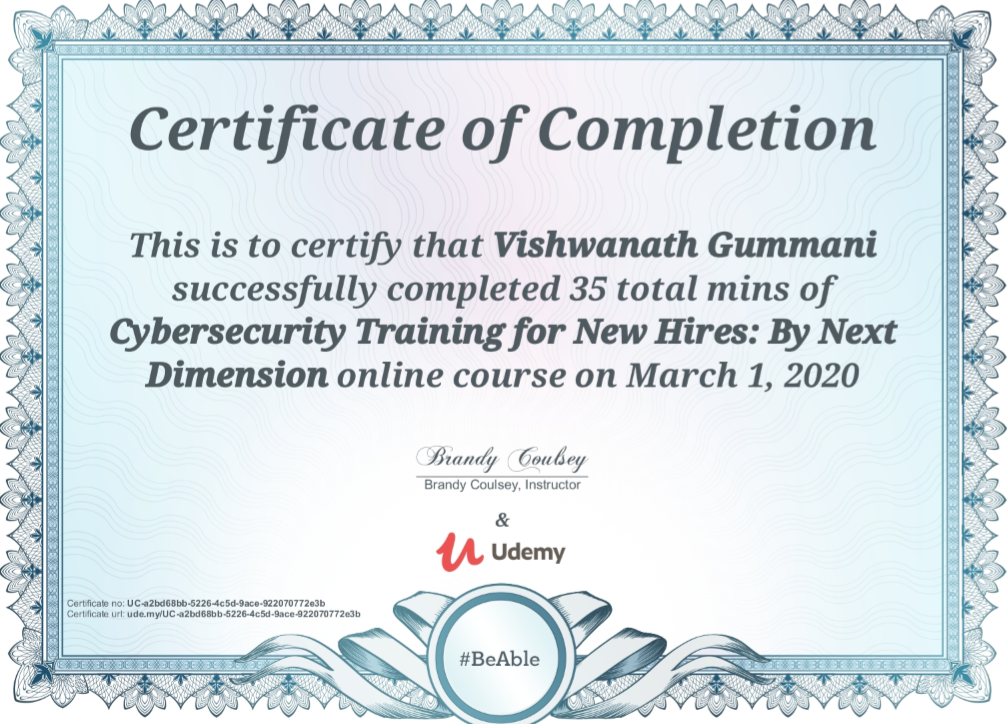 Certificate of Completion
This is to certify that Vishwanath Gummani
successfully completed 35 total mins of
Cybersecurity Training for New Hires: By Next
Dimension online course on March 1, 2020
Brandy Coulsey
Brandy Coulsey, Instructor
&
Udemy
Certificate no: UC-a2bd68bb-5226-4c5d-9ace-922070772e3b
Certificate url: ude.my/UC-a2bd68bb-5226-4c5d-9ace-922070772e3b
#BeAble